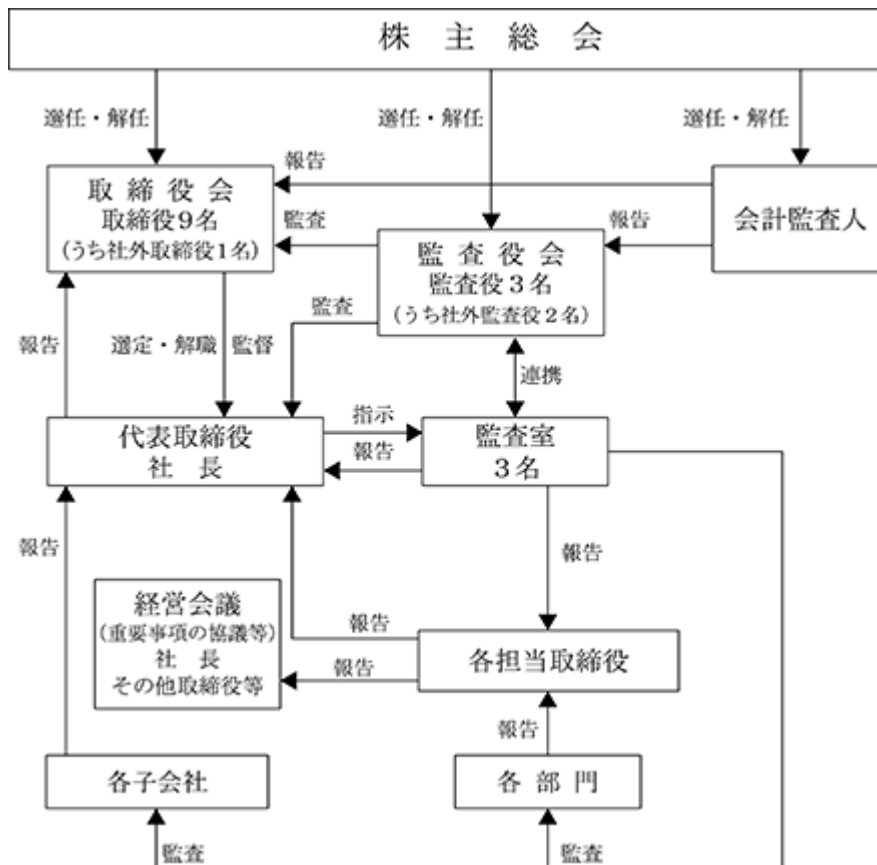 株主総会
選任・解任
選任・解任
選任・解任
報告
取締役会
取締役9名
(うち社外取締役1名)
監査
監査役会
監査役3名
(うち社外監査役2名)
報告
会計監査人
報告
選定・解職
監督
監査
連携
代表取締役
社長
指示
報告
監査室
3名
報告
報告
経営会議
(重要事項の協議等)
社長
その他取締役等
報告
報告
各担当取締役
報告
各子会社
各部門
監査
監査